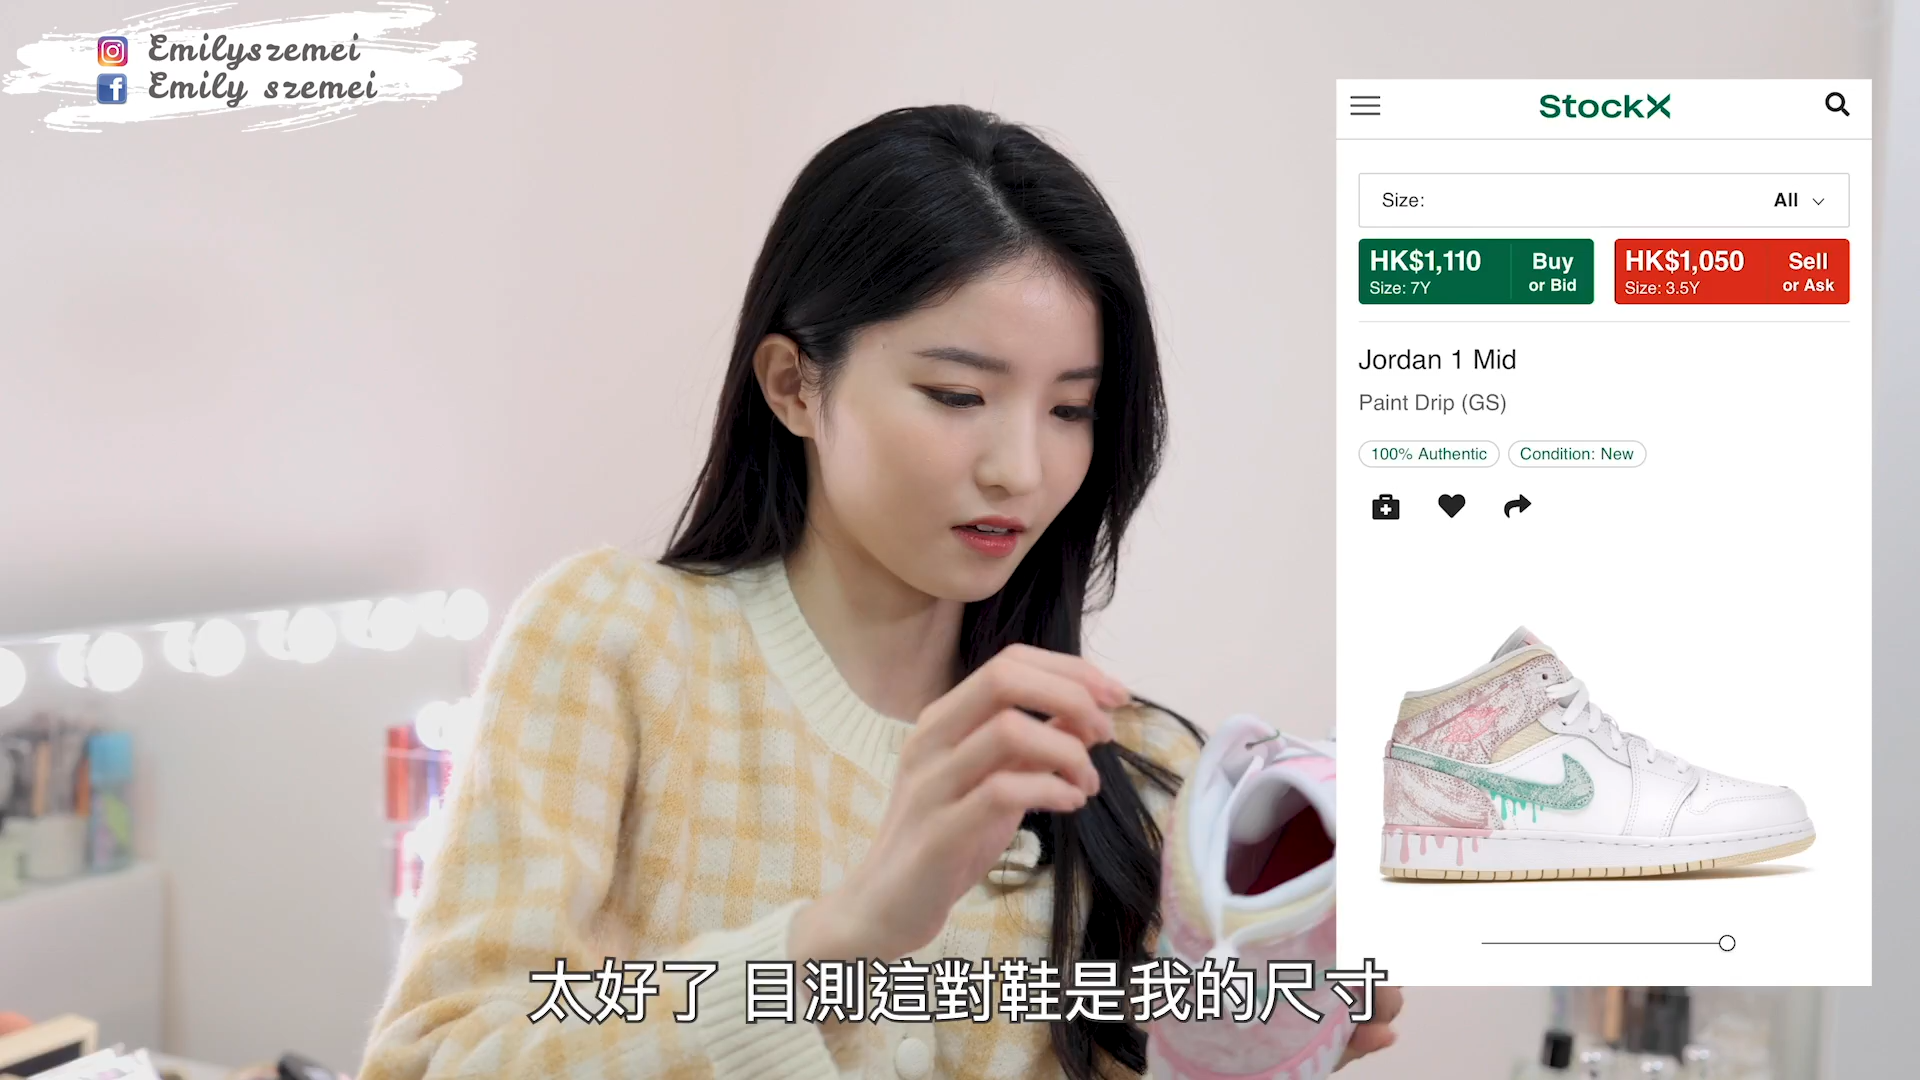 Emilyszemei
Emily szemei
StockX
Size: All
HK$1,110 Buy
Size: 7Y or Bid
HK$1,050 Sell
Size: 3.5Y or Ask
Jordan 1 Mid
Paint Drip (GS)
100% Authentic Condition: New
太好了 目測這對鞋是我的尺寸